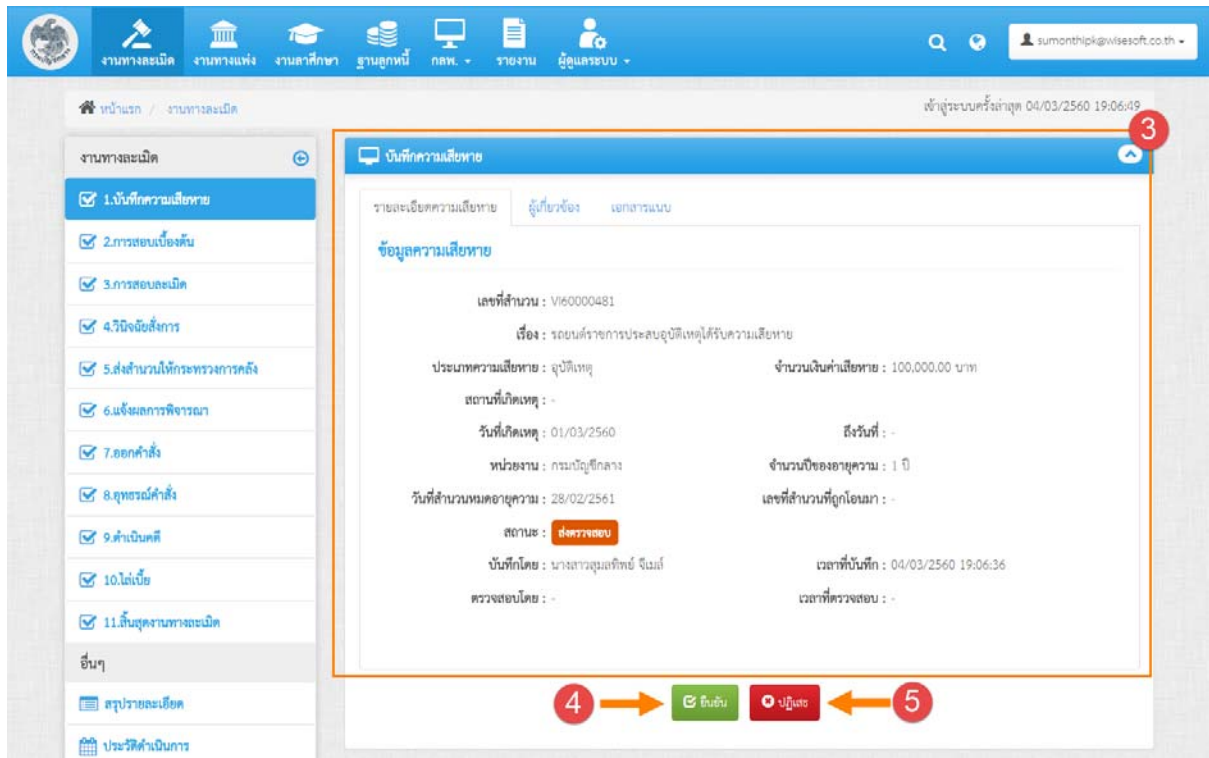 งานทางละเมิด งานทางแพ่ง งานลาศึกษา ฐานลูกหนี้ กลพ. รายงาน ผู้ดูแลระบบ sumonthipk@wisesoft.co.th
หน้าแรก / งานทางละเมิด เข้าสู่ระบบครั้งล่าสุด 04/03/2560 19:06:49
3
งานทางละเมิด
1.บันทึกความเสียหาย
2.การสอบเบื้องต้น
3.การสอบละเมิด
4.วินิจฉัยสั่งการ
5.ส่งสำนวนให้กระทรวงการคลัง
6.แจ้งผลการพิจารณา
7.ออกคำสั่ง
8.อุทธรณ์คำสั่ง
9.ดำเนินคดี
10.ไล่เบี้ย
11.สิ้นสุดงานทางละเมิด
อื่นๆ
สรุปรายละเอียด
ประวัติดำเนินการ
บันทึกความเสียหาย
รายละเอียดความเสียหาย ผู้เกี่ยวข้อง เอกสารแนบ
ข้อมูลความเสียหาย
เลขที่สำนวน : VI60000481
เรื่อง : รถยนต์ราชการประสบอุบัติเหตุได้รับความเสียหาย
ประเภทความเสียหาย : อุบัติเหตุ จำนวนเงินค่าเสียหาย : 100,000.00 บาท
สถานที่เกิดเหตุ : -
วันที่เกิดเหตุ : 01/03/2560 ถึงวันที่ : -
หน่วยงาน : กรมบัญชีกลาง จำนวนปีของอายุความ : 1 ปี
วันที่สำนวนหมดอายุความ : 28/02/2561 เลขที่สำนวนที่ถูกโอนมา : -
สถานะ : ส่งตรวจสอบ
บันทึกโดย : นางสาวสุมลทิพย์ จีเมล์ เวลาที่บันทึก : 04/03/2560 19:06:36
ตรวจสอบโดย : - เวลาที่ตรวจสอบ : -
4 ยืนยัน ปฏิเสธ 5